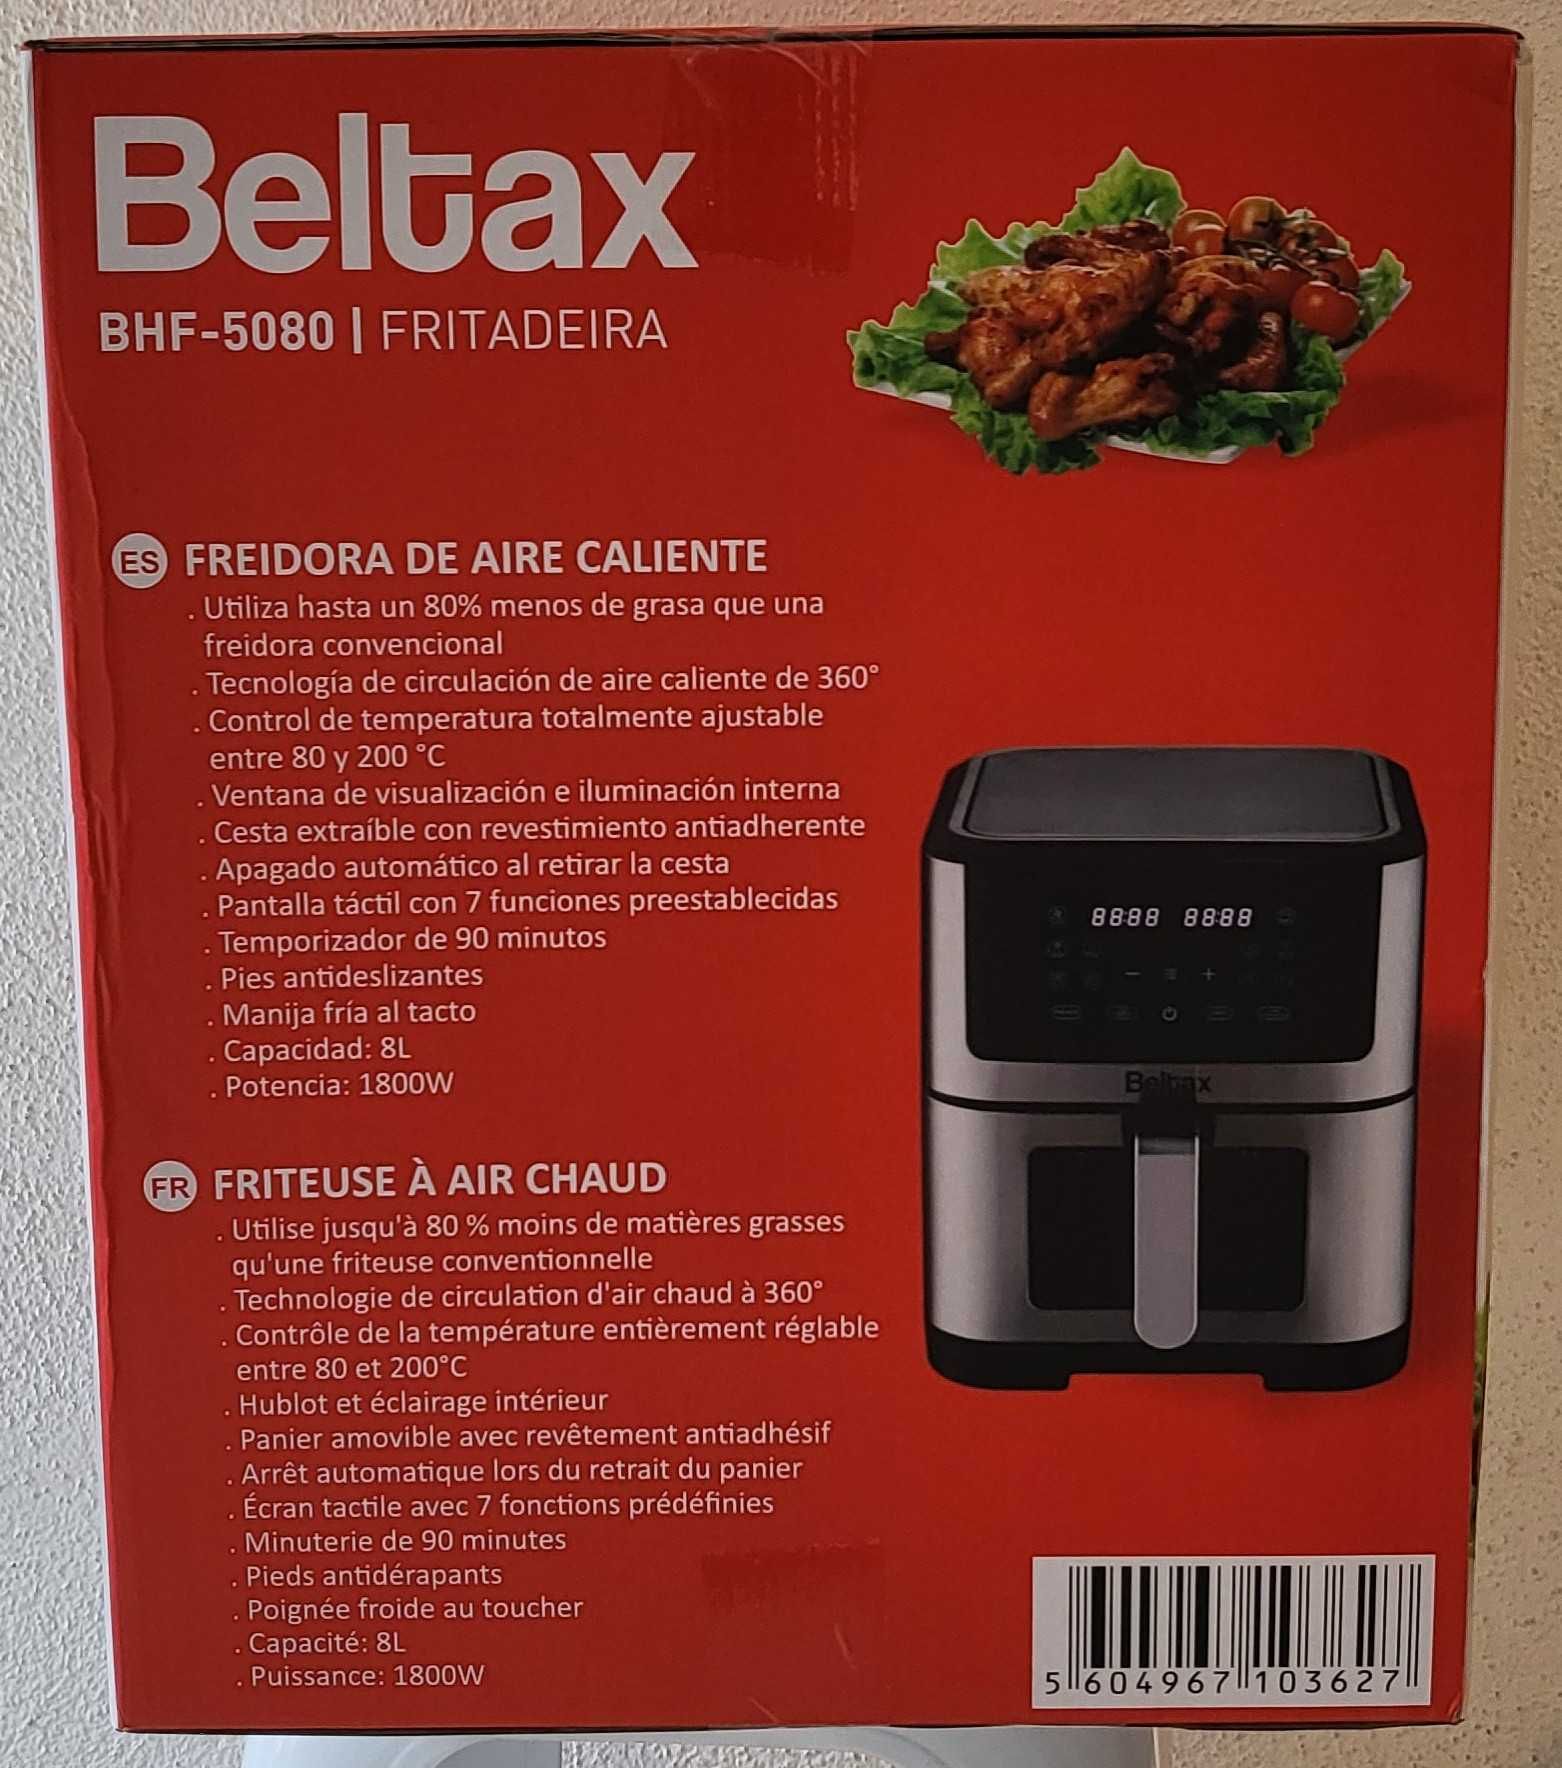 Beltax
BHF-5080 | FRITADEIRA
ES FREIDORA DE AIRE CALIENTE
. Utiliza hasta un 80% menos de grasa que una
freidora convencional
. Tecnología de circulación de aire caliente de 360°
. Control de temperatura totalmente ajustable
entre 80 y 200 °C
. Ventana de visualización e iluminación interna
. Cesta extraíble con revestimiento antiadherente
. Apagado automático al retirar la cesta
. Pantalla táctil con 7 funciones preestablecidas
. Temporizador de 90 minutos
. Pies antideslizantes
. Manija fría al tacto
. Capacidad: 8L
. Potencia: 1800W
88:88 88:88
Beltax
FR FRITEUSE À AIR CHAUD
. Utilise jusqu'à 80 % moins de matières grasses
qu'une friteuse conventionnelle
. Technologie de circulation d'air chaud à 360°
. Contrôle de la température entièrement réglable
entre 80 et 200°C
. Hublot et éclairage intérieur
. Panier amovible avec revêtement antiadhésif
. Arrêt automatique lors du retrait du panier
. Écran tactile avec 7 fonctions prédéfinies
. Minuterie de 90 minutes
. Pieds antidérapants
. Poignée froide au toucher
. Capacité: 8L
. Puissance: 1800W
5 604967 103627